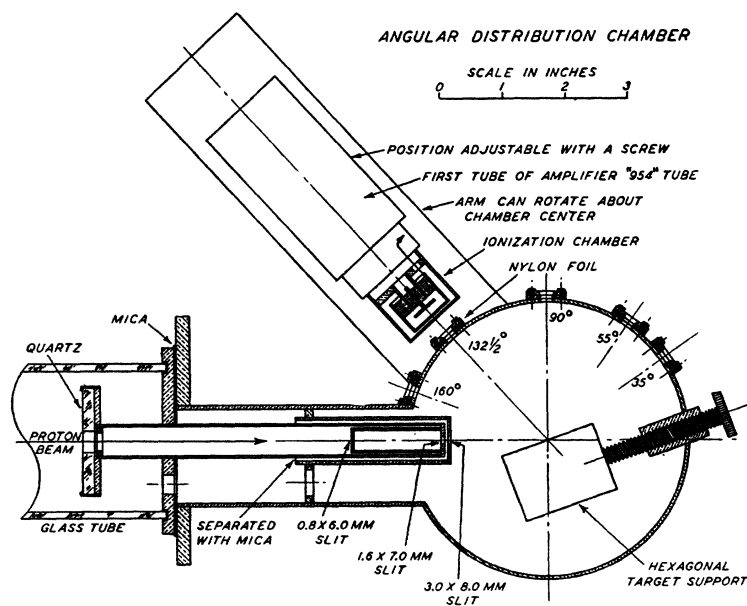 ANGULAR DISTRIBUTION CHAMBER
SCALE IN INCHES
0 1 2 3
POSITION ADJUSTABLE WITH A SCREW
FIRST TUBE OF AMPLIFIER "954" TUBE
ARM CAN ROTATE ABOUT
CHAMBER CENTER
IONIZATION CHAMBER
NYLON FOIL
MICA
QUARTZ
90°
132½°
55°
35°
160°
PROTON
BEAM
GLASS TUBE
SEPARATED
WITH MICA
0.8 X 6.0 MM
SLIT
1.6 X 7.0 MM
SLIT
3.0 X 8.0 MM
SLIT
HEXAGONAL
TARGET SUPPORT